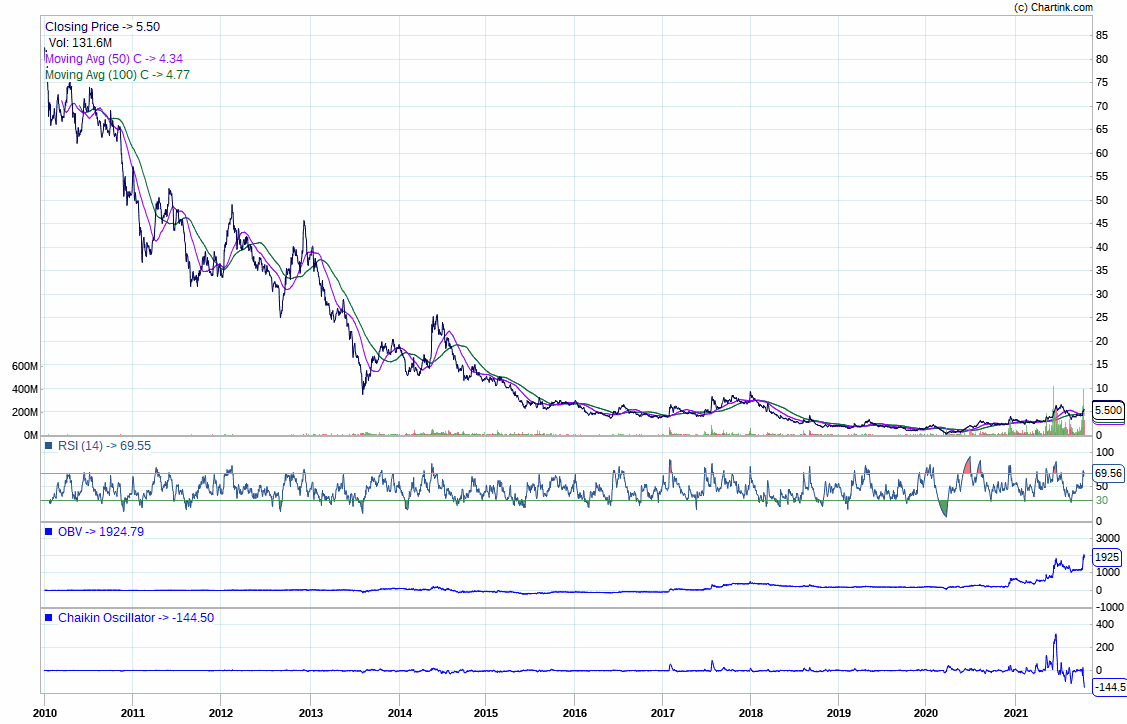 (c) Chartink.com
Closing Price -> 5.50
Vol: 131.6M
Moving Avg (50) C -> 4.34
Moving Avg (100) C -> 4.77
85
80
75
70
65
60
55
50
45
40
35
30
25
20
15
10
5.500
0
600M
400M
200M
0M
RSI (14) -> 69.55
100
69.56
50
30
0
OBV -> 1924.79
3000
1925
1000
0
-1000
Chaikin Oscillator -> -144.50
400
200
0
-144.5
2010 2011 2012 2013 2014 2015 2016 2017 2018 2019 2020 2021